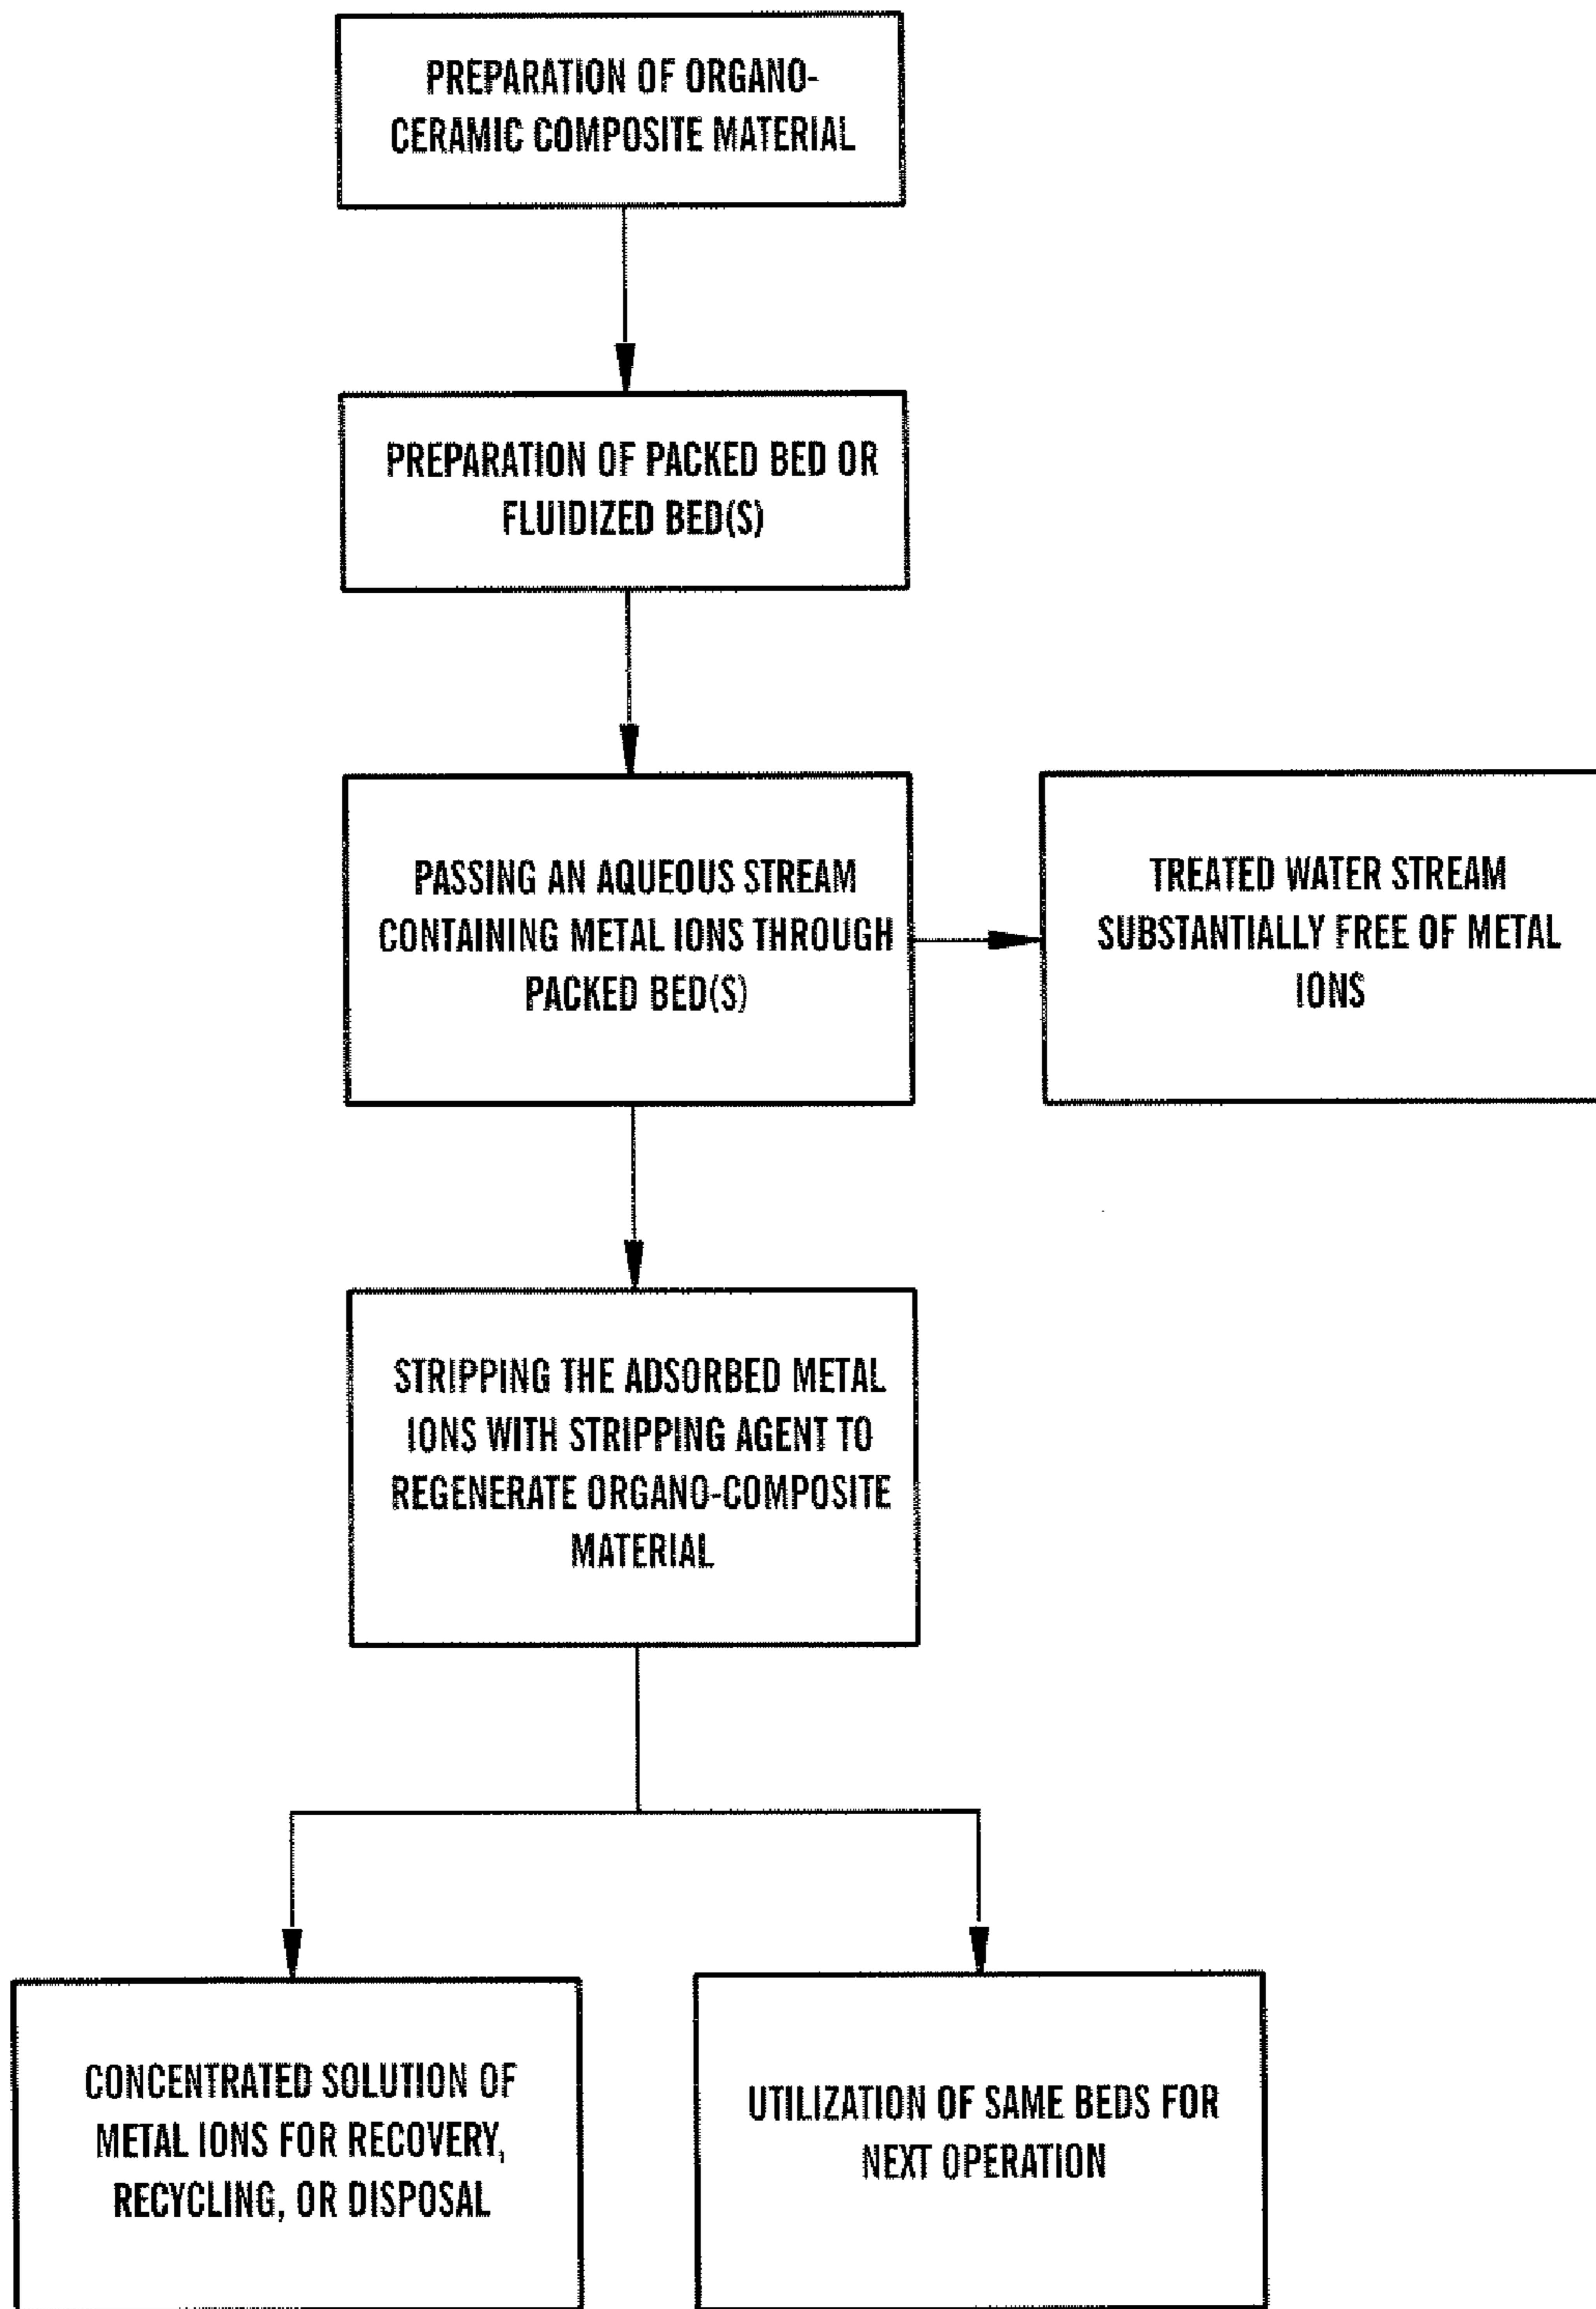 PREPARATION OF ORGANO-
CERAMIC COMPOSITE MATERIAL
PREPARATION OF PACKED BED OR
FLUIDIZED BED(S)
PASSING AN AQUEOUS STREAM
CONTAINING METAL IONS THROUGH
PACKED BED(S)
TREATED WATER STREAM
SUBSTANTIALLY FREE OF METAL
IONS
STRIPPING THE ADSORBED METAL
IONS WITH STRIPPING AGENT TO
REGENERATE ORGANO-COMPOSITE
MATERIAL
CONCENTRATED SOLUTION OF
METAL IONS FOR RECOVERY,
RECYCLING, OR DISPOSAL
UTILIZATION OF SAME BEDS FOR
NEXT OPERATION